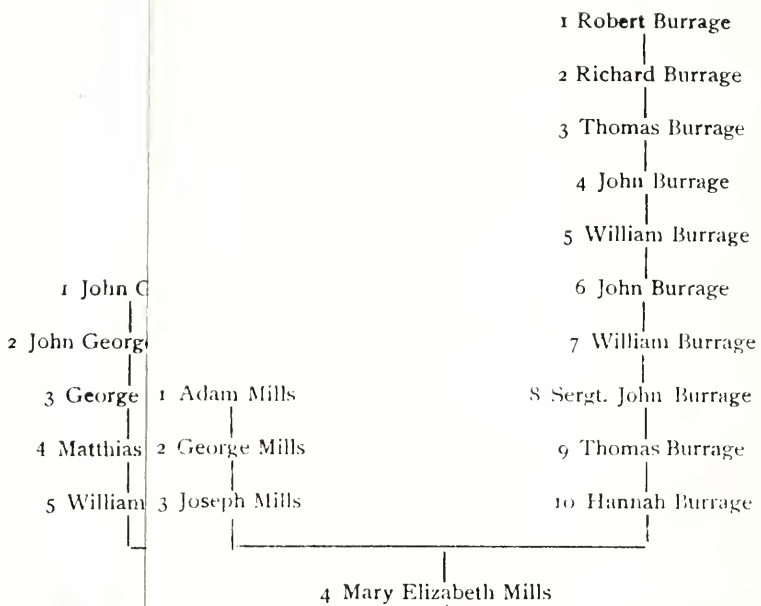 1 Robert Burrage
2 Richard Burrage
3 Thomas Burrage
4 John Burrage
5 William Burrage
1 John
6 John Burrage
2 John Georg
7 William Burrage
3 George
1 Adam Mills
8 Sergt. John Burrage
4 Matthias
2 George Mills
9 Thomas Burrage
5 William
3 Joseph Mills
10 Hannah Burrage
4 Mary Elizabeth Mills